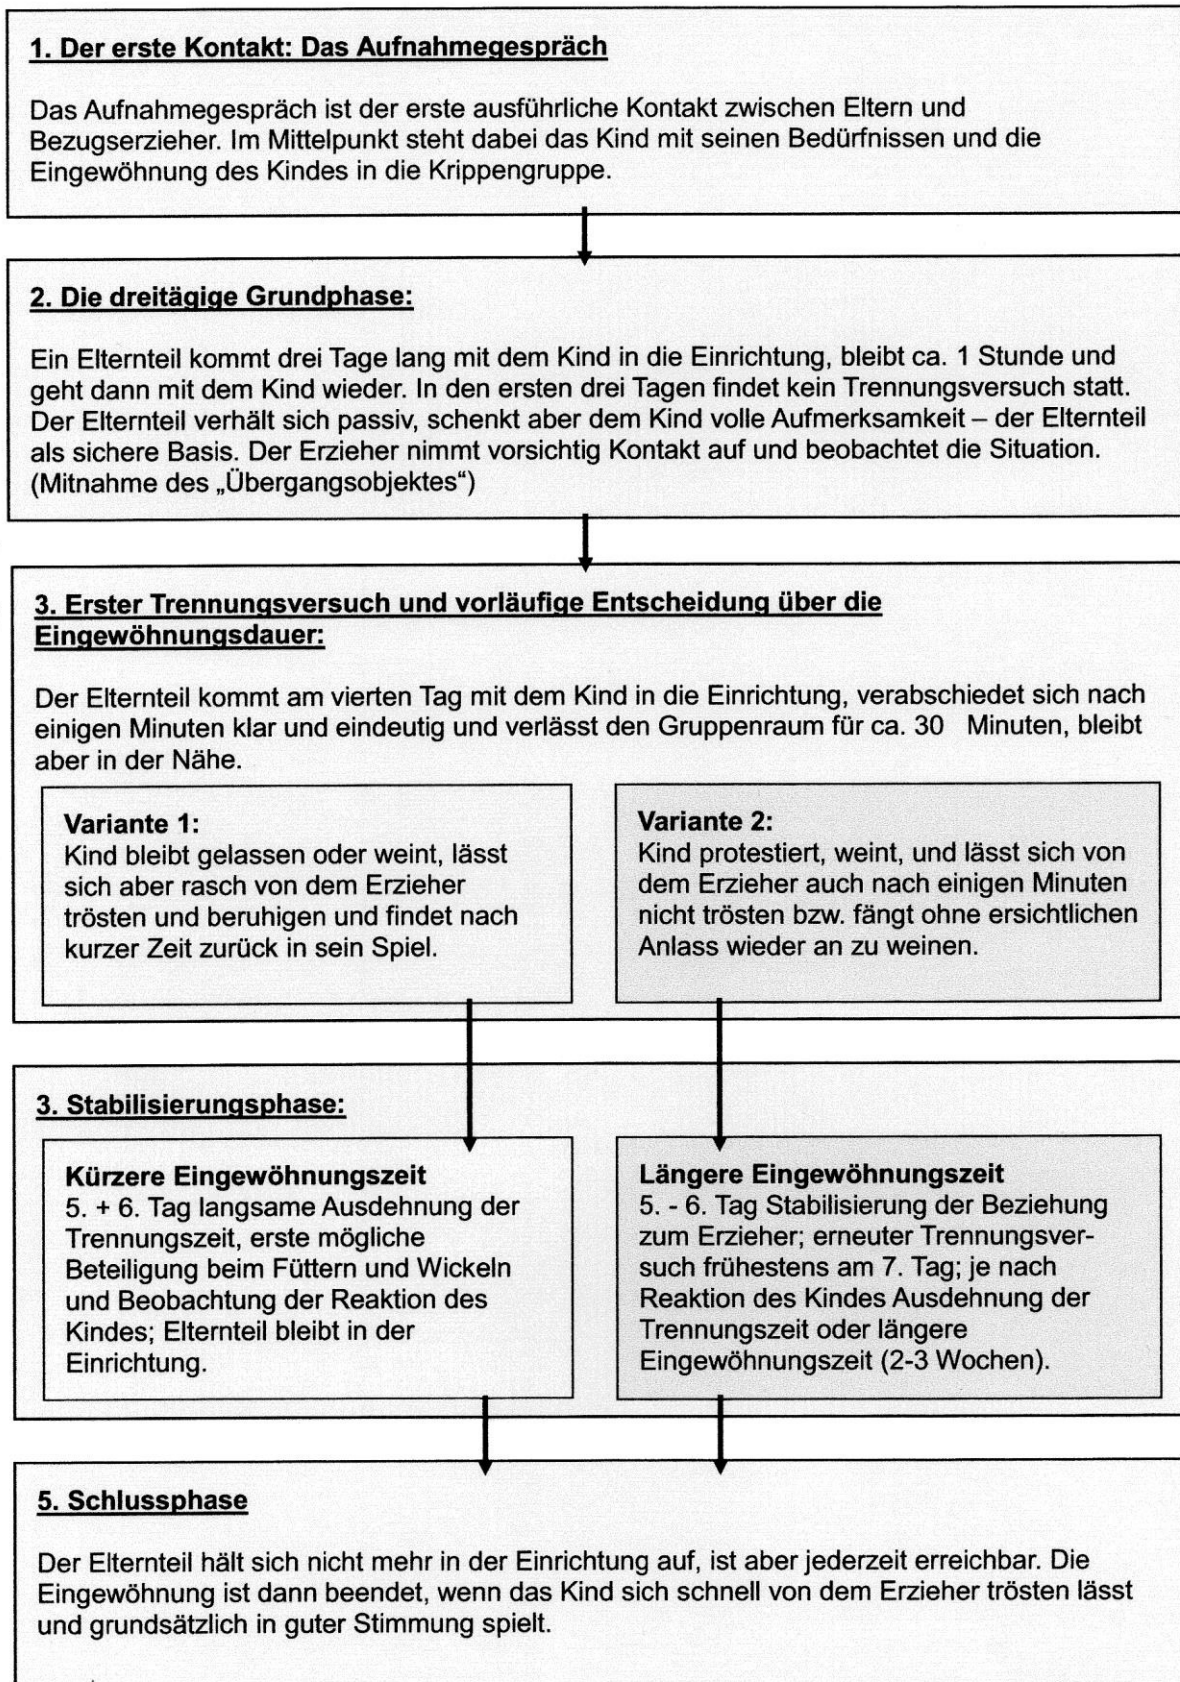 1. Der erste Kontakt: Das Aufnahmegespräch
Das Aufnahmegespräch ist der erste ausführliche Kontakt zwischen Eltern und
Bezugserzieher. Im Mittelpunkt steht dabei das Kind mit seinen Bedürfnissen und die
Eingewöhnung des Kindes in die Krippengruppe.
2. Die dreitägige Grundphase:
Ein Elternteil kommt drei Tage lang mit dem Kind in die Einrichtung, bleibt ca. 1 Stunde und
geht dann mit dem Kind wieder. In den ersten drei Tagen findet kein Trennungsversuch statt.
Der Elternteil verhält sich passiv, schenkt aber dem Kind volle Aufmerksamkeit – der Elternteil
als sichere Basis. Der Erzieher nimmt vorsichtig Kontakt auf und beobachtet die Situation.
(Mitnahme des „Übergangsobjektes“)
3. Erster Trennungsversuch und vorläufige Entscheidung über die
Eingewöhnungsdauer:
Der Elternteil kommt am vierten Tag mit dem Kind in die Einrichtung, verabschiedet sich nach
einigen Minuten klar und eindeutig und verlässt den Gruppenraum für ca. 30 Minuten, bleibt
aber in der Nähe.
Variante 1:
Kind bleibt gelassen oder weint, lässt
sich aber rasch von dem Erzieher
trösten und beruhigen und findet nach
kurzer Zeit zurück in sein Spiel.
Variante 2:
Kind protestiert, weint, und lässt sich von
dem Erzieher auch nach einigen Minuten
nicht trösten bzw. fängt ohne ersichtlichen
Anlass wieder an zu weinen.
3. Stabilisierungsphase:
Kürzere Eingewöhnungszeit
5. + 6. Tag langsame Ausdehnung der
Trennungszeit, erste mögliche
Beteiligung beim Füttern und Wickeln
und Beobachtung der Reaktion des
Kindes; Elternteil bleibt in der
Einrichtung.
Längere Eingewöhnungszeit
5. - 6. Tag Stabilisierung der Beziehung
zum Erzieher; erneuter Trennungsver-
such frühestens am 7. Tag; je nach
Reaktion des Kindes Ausdehnung der
Trennungszeit oder längere
Eingewöhnungszeit (2-3 Wochen).
5. Schlussphase
Der Elternteil hält sich nicht mehr in der Einrichtung auf, ist aber jederzeit erreichbar. Die
Eingewöhnung ist dann beendet, wenn das Kind sich schnell von dem Erzieher trösten lässt
und grundsätzlich in guter Stimmung spielt.